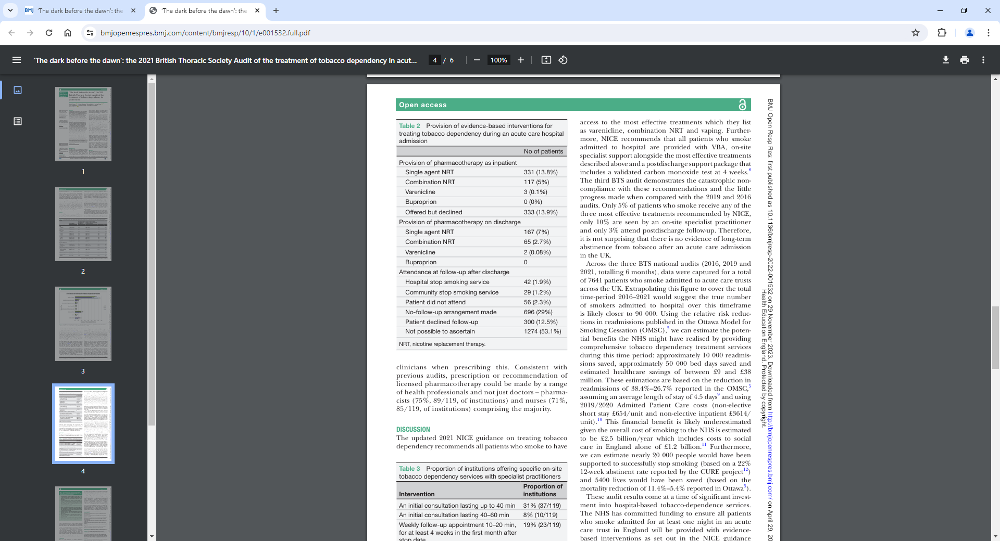 'The dark before the dawn': the
'The dark before the dawn': the
bmjopenrespres.bmj.com/content/bmjresp/10/1/e001532.full.pdf
'The dark before the dawn': the 2021 British Thoracic Society Audit of the treatment of tobacco dependency in acut...
4 / 6
100%
1
2
3
4
Open access
Table 2 Provision of evidence-based interventions for
treating tobacco dependency during an acute care hospital
admission
No of patients
Provision of pharmacotherapy as inpatient
Single agent NRT 331 (13.8%)
Combination NRT 117 (5%)
Varenicline 3 (0.1%)
Buproprion 0 (0%)
Offered but declined 333 (13.9%)
Provision of pharmacotherapy on discharge
Single agent NRT 167 (7%)
Combination NRT 65 (2.7%)
Varenicline 2 (0.08%)
Buproprion 0
Attendance at follow-up after discharge
Hospital stop smoking service 42 (1.9%)
Community stop smoking service 29 (1.2%)
Patient did not attend 56 (2.3%)
No-follow-up arrangement made 696 (29%)
Patient declined follow-up 300 (12.5%)
Not possible to ascertain 1274 (53.1%)
NRT, nicotine replacement therapy.
clinicians when prescribing this. Consistent with
previous audits, prescription or recommendation of
licensed pharmacotherapy could be made by a range
of health professionals and not just doctors – pharma-
cists (75%, 89/119, of institutions) and nurses (71%,
85/119, of institutions) comprising the majority.
DISCUSSION
The updated 2021 NICE guidance on treating tobacco
dependency recommends all patients who smoke to have
Table 3 Proportion of institutions offering specific on-site
tobacco dependency services with specialist practitioners
Intervention Proportion of
institutions
An initial consultation lasting up to 40 min 31% (37/119)
An initial consultation lasting 40–60 min 8% (10/119)
Weekly follow-up appointment 10–20 min, 19% (23/119)
for at least 4 weeks in the first month after
stop date
access to the most effective treatments which they list
as varenicline, combination NRT and vaping. Further-
more, NICE recommends that all patients who smoke
admitted to hospital are provided with VBA, on-site
specialist support alongside the most effective treatments
described above and a postdischarge support package that
includes a validated carbon monoxide test at 4 weeks.8
The third BTS audit demonstrates the catastrophic non-
compliance with these recommendations and the little
progress made when compared with the 2019 and 2016
audits. Only 5% of patients who smoke receive any of the
three most effective treatments recommended by NICE,
only 10% are seen by an on-site specialist practitioner
and only 3% attend postdischarge follow-up. Therefore,
it is not surprising that there is no evidence of long-term
abstinence from tobacco after an acute care admission
in the UK.
Across the three BTS national audits (2016, 2019 and
2021, totalling 6 months), data were captured for a total
of 7641 patients who smoke admitted to acute care trusts
across the UK. Extrapolating this figure to cover the total
time-period 2016–2021 would suggest the true number
of smokers admitted to hospital over this timeframe
is likely closer to 90 000. Using the relative risk reduc-
tions in readmissions published in the Ottawa Model for
Smoking Cessation (OMSC),5 we can estimate the poten-
tial benefits the NHS might have realised by providing
comprehensive tobacco dependency treatment services
during this time period: approximately 10 000 readmis-
sions saved, approximately 50 000 bed days saved and
estimated healthcare savings of between £9 and £38
million. These estimations are based on the reduction in
readmissions of 38.4%–26.7% reported in the OMSC,5
assuming an average length of stay of 4.5 days9 and using
2019/2020 Admitted Patient Care costs (non-elective
short stay £654/unit and non-elective inpatient £3614/
unit).10 This financial benefit is likely underestimated
given the overall cost of smoking to the NHS is estimated
to be £2.5 billion/year which includes costs to social
care in England alone of £1.2 billion.11 Furthermore,
we can estimate nearly 20 000 people would have been
supported to successfully stop smoking (based on a 22%
12-week abstinent rate reported by the CURE project12)
and 5400 lives would have been saved (based on the
mortality reduction of 11.4%–5.4% reported in Ottawa5).
These audit results come at a time of significant invest-
ment into hospital-based tobacco-dependence services.
The NHS has committed funding to ensure all patients
who smoke admitted for at least one night in an acute
care trust in England will be provided with evidence-
based interventions as set out in the NICE guidance
BMJ Open Resp Res: first published as 10.1136/bmjresp-2022-001532 on 29 November 2023. Downloaded from http://bmjopenrespres.bmj.com/ on April 29, 20
Health Education England. Protected by copyright.